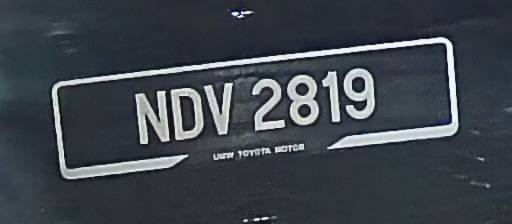 NDV 2819
UMW TOYOTA MOTOR